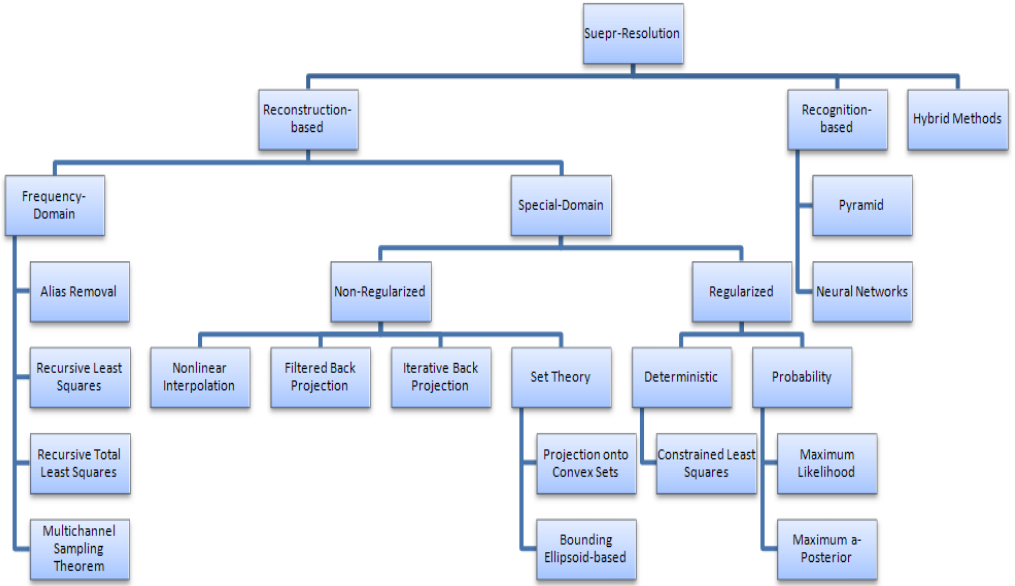 Suepr-Resolution
Reconstruction-
based
Recognition-
based
Hybrid Methods
Frequency-
Domain
Special-Domain
Pyramid
Alias Removal
Non-Regularized
Regularized
Neural Networks
Recursive Least
Squares
Nonlinear
Interpolation
Filtered Back
Projection
Iterative Back
Projection
Set Theory
Deterministic
Probability
Recursive Total
Least Squares
Projection onto
Convex Sets
Constrained Least
Squares
Maximum
Likelihood
Multichannel
Sampling
Theorem
Bounding
Ellipsoid-based
Maximum a-
Posterior